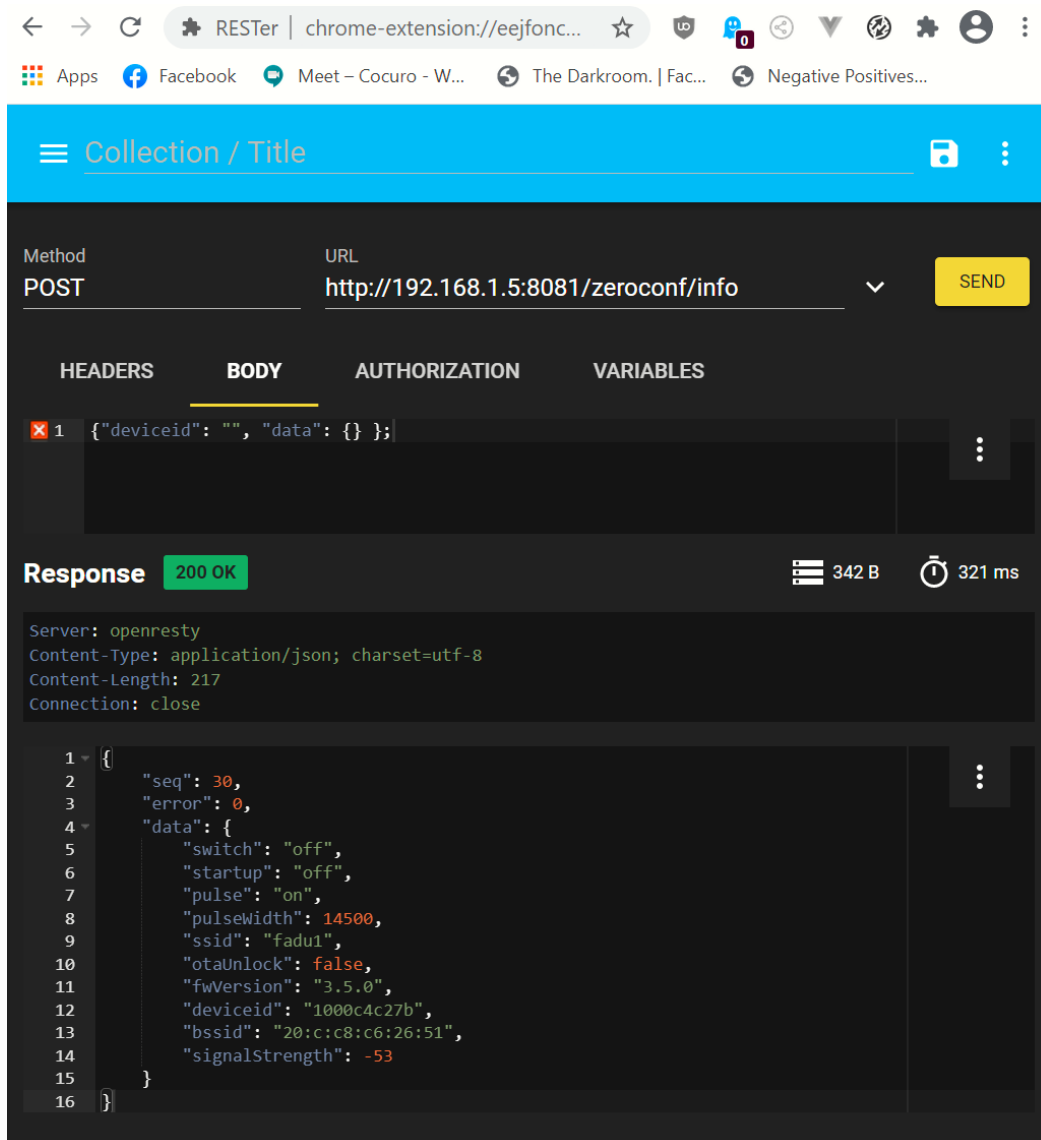 RESTer | chrome-extension://eejfonc...
0
Apps Facebook Meet – Cocuro - W... The Darkroom. | Fac... Negative Positives...
Collection / Title
Method URL
POST http://192.168.1.5:8081/zeroconf/info SEND
HEADERS BODY AUTHORIZATION VARIABLES
1 {"deviceid": "", "data": {} };
Response 200 OK 342 B 321 ms
Server: openresty
Content-Type: application/json; charset=utf-8
Content-Length: 217
Connection: close
1 {
2 "seq": 30,
3 "error": 0,
4 "data": {
5 "switch": "off",
6 "startup": "off",
7 "pulse": "on",
8 "pulseWidth": 14500,
9 "ssid": "fadu1",
10 "otaUnlock": false,
11 "fwVersion": "3.5.0",
12 "deviceid": "1000c4c27b",
13 "bssid": "20:c:c8:c6:26:51",
14 "signalStrength": -53
15 }
16 }